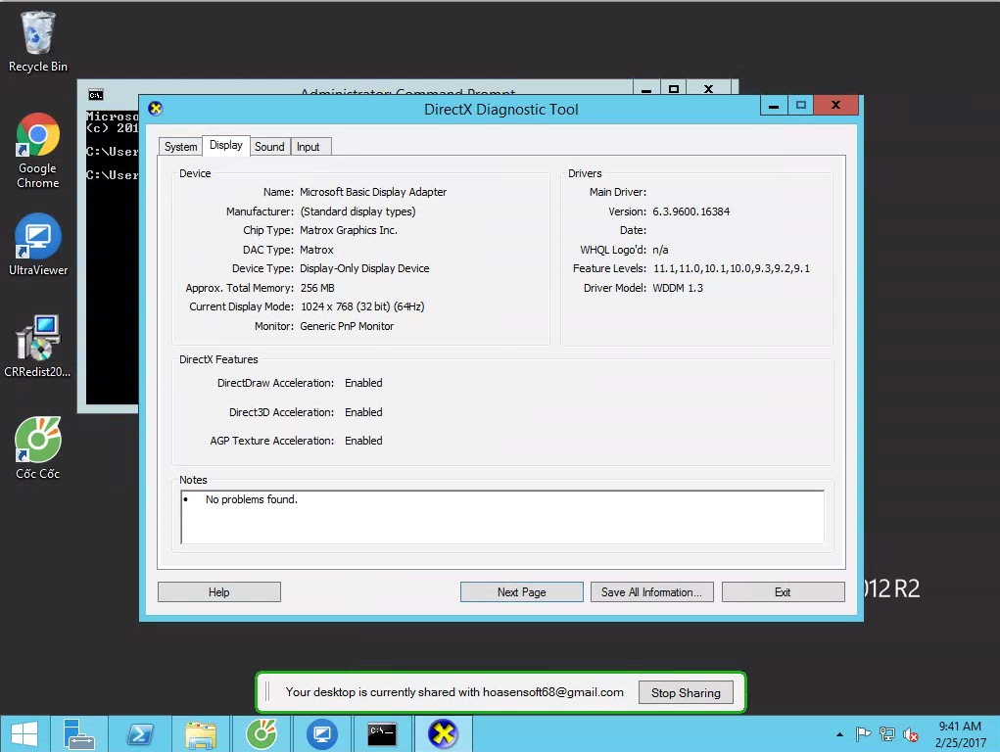 Recycle Bin
Google
Chrome
UltraViewer
CRRedist20...
Cốc Cốc
Administrator: Command Prompt
Microso
(c) 201
C:\User
C:\User
DirectX Diagnostic Tool
System Display Sound Input
Device
Name: Microsoft Basic Display Adapter
Manufacturer: (Standard display types)
Chip Type: Matrox Graphics Inc.
DAC Type: Matrox
Device Type: Display-Only Display Device
Approx. Total Memory: 256 MB
Current Display Mode: 1024 x 768 (32 bit) (64Hz)
Monitor: Generic PnP Monitor
Drivers
Main Driver:
Version: 6.3.9600.16384
Date:
WHQL Logo'd: n/a
Feature Levels: 11.1,11.0,10.1,10.0,9.3,9.2,9.1
Driver Model: WDDM 1.3
DirectX Features
DirectDraw Acceleration: Enabled
Direct3D Acceleration: Enabled
AGP Texture Acceleration: Enabled
Notes
• No problems found.
Help Next Page Save All Information... Exit
012 R2
Your desktop is currently shared with hoasensoft68@gmail.com Stop Sharing
9:41 AM
2/25/2017